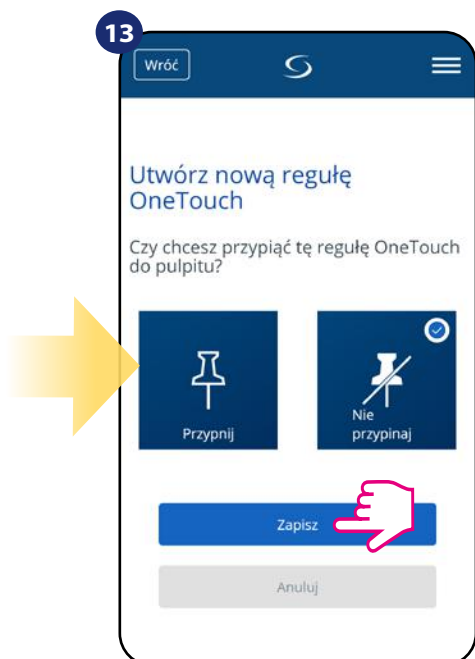 13
Wróć
Utwórz nową regułę
OneTouch
Czy chcesz przypiąć tę regułę OneTouch
do pulpitu?
Przypnij
Nie
przypinaj
Zapisz
Anuluj